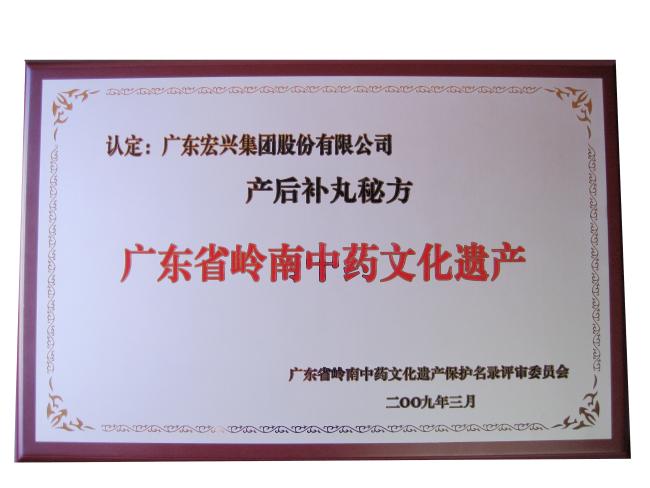 认定：广东宏兴集团股份有限公司
产后补丸秘方
广东省岭南中药文化遗产
广东省岭南中药文化遗产保护名录评审委员会
二OO九年三月